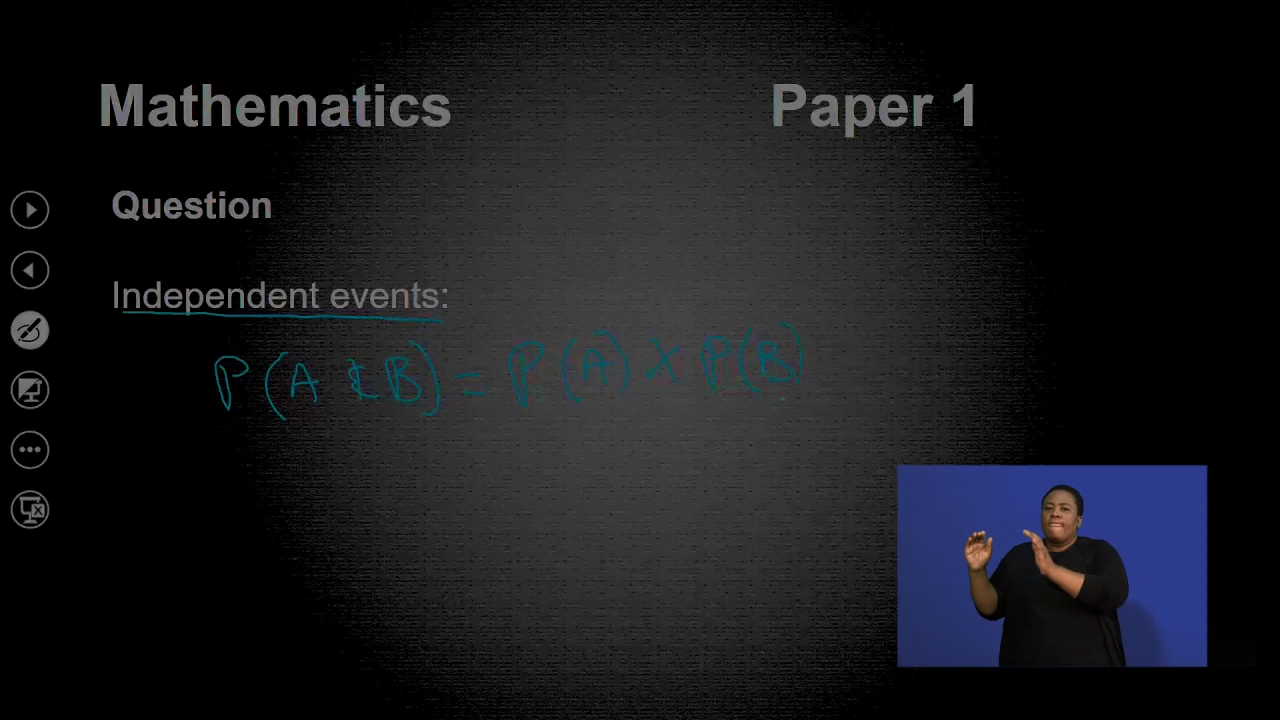 Mathematics Paper 1
Question
Independent events:
P(A & B) = P(A) X P(B)